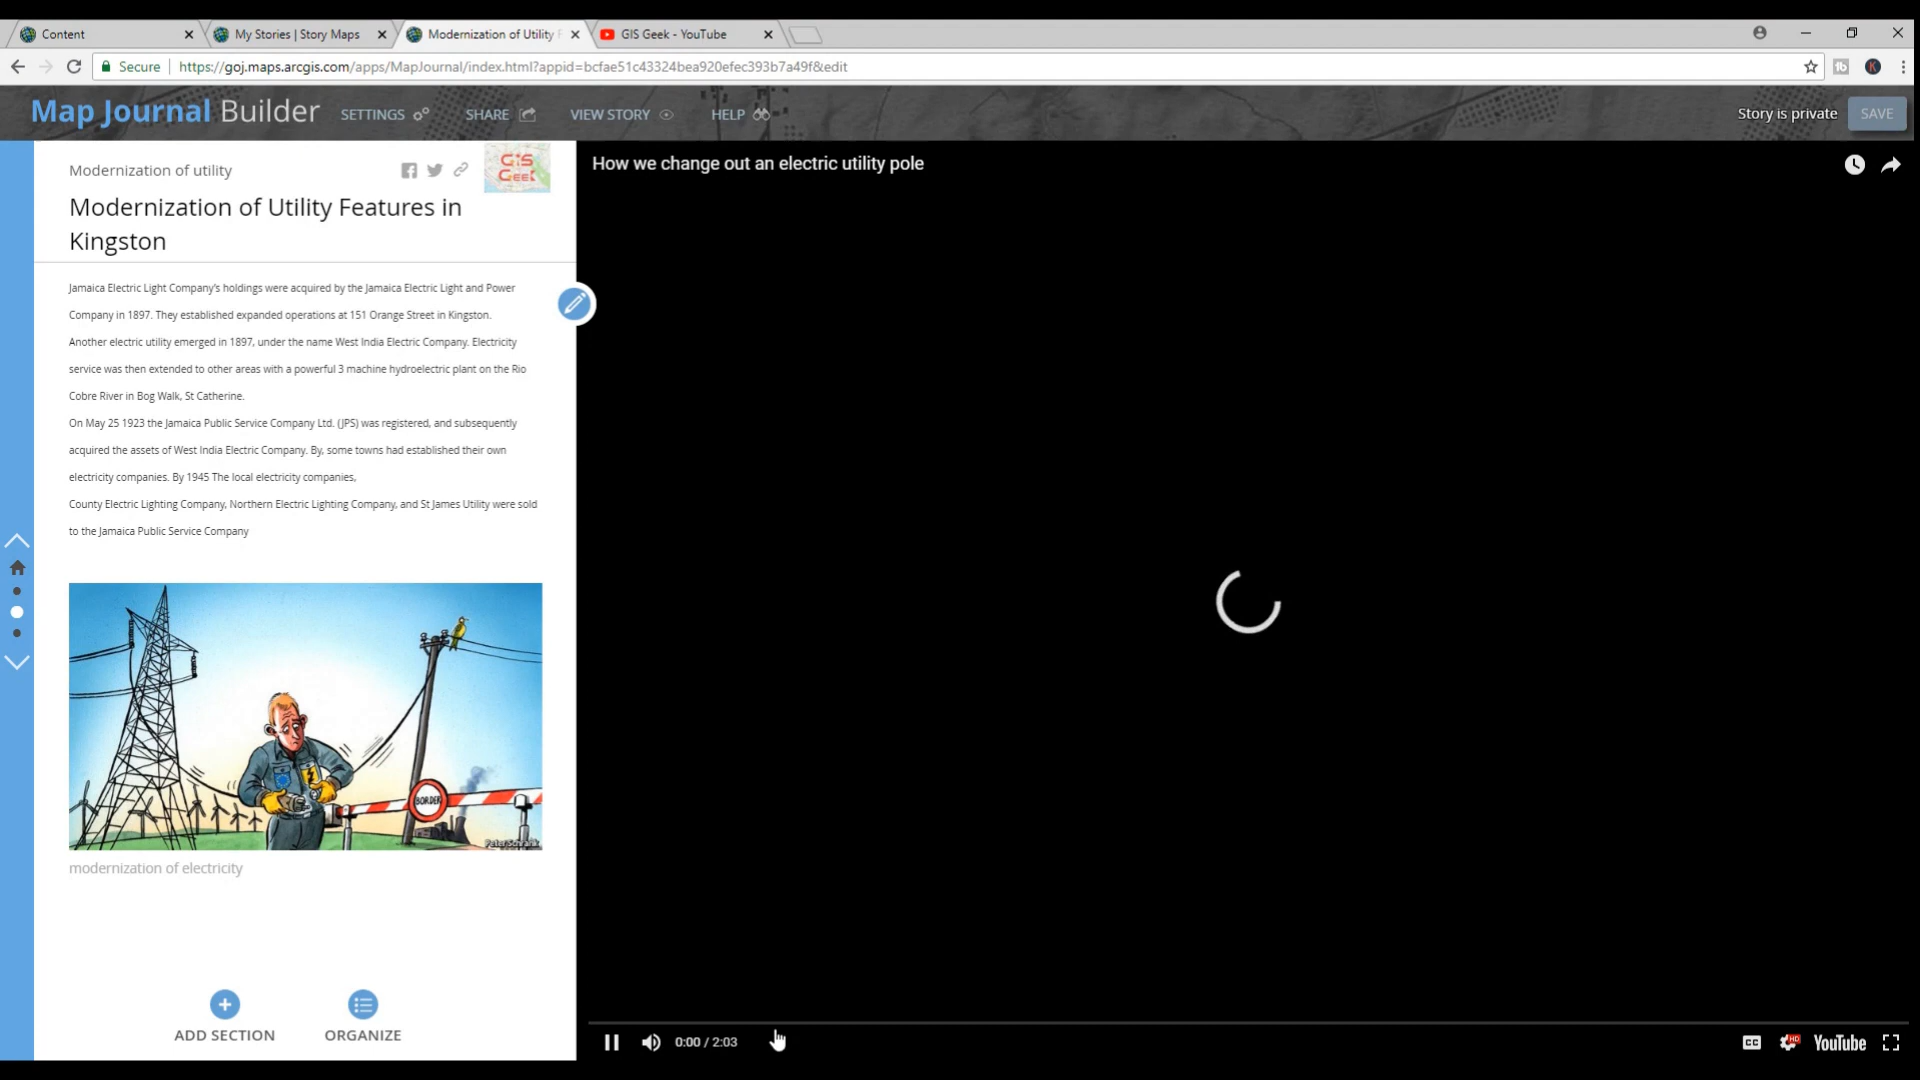 Content
My Stories | Story Maps
Modernization of Utility F
GIS Geek - YouTube
Secure
https://goj.maps.arcgis.com/apps/MapJournal/index.html?appid=bcfae51c43324bea920efec393b7a49f&edit
Map Journal Builder
SETTINGS
SHARE
VIEW STORY
HELP
Story is private
SAVE
Modernization of utility
GIS
Geek
Modernization of Utility Features in
Kingston
Jamaica Electric Light Company's holdings were acquired by the Jamaica Electric Light and Power
Company in 1897. They established expanded operations at 151 Orange Street in Kingston.
Another electric utility emerged in 1897, under the name West India Electric Company. Electricity
service was then extended to other areas with a powerful 3 machine hydroelectric plant on the Rio
Cobre River in Bog Walk, St Catherine.
On May 25 1923 the Jamaica Public Service Company Ltd. (JPS) was registered, and subsequently
acquired the assets of West India Electric Company. By, some towns had established their own
electricity companies. By 1945 The local electricity companies,
County Electric Lighting Company, Northern Electric Lighting Company, and St James Utility were sold
to the Jamaica Public Service Company
BORDER
Peter Schrank
modernization of electricity
ADD SECTION
ORGANIZE
How we change out an electric utility pole
0:00 / 2:03
CC
HD
YouTube